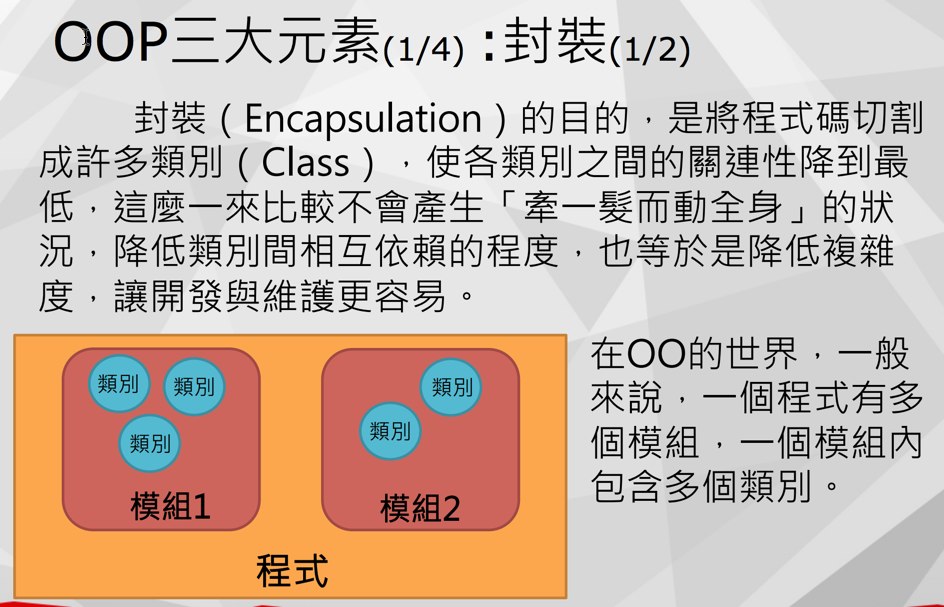 OOP三大元素(1/4) :封裝(1/2)
封裝（Encapsulation）的目的，是將程式碼切割
成許多類別（Class），使各類別之間的關連性降到最
低，這麼一來比較不會產生「牽一髮而動全身」的狀
況，降低類別間相互依賴的程度，也等於是降低複雜
度，讓開發與維護更容易。
類別
類別
類別
模組1
類別
類別
模組2
程式
在OO的世界，一般
來說，一個程式有多
個模組，一個模組內
包含多個類別。